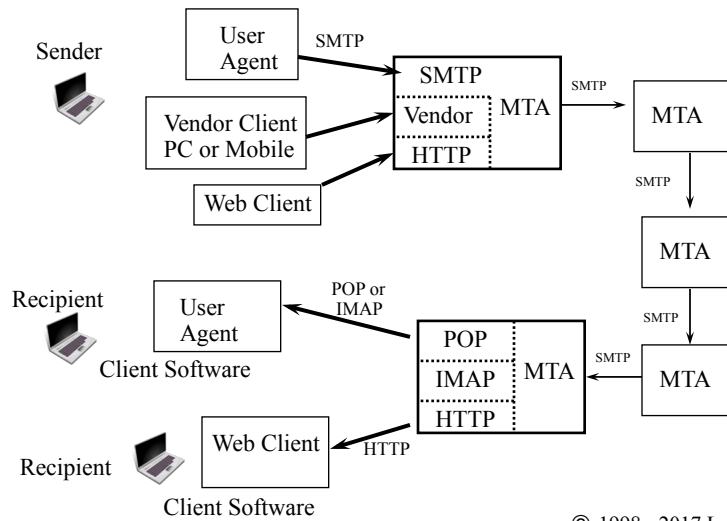 Sender
User
Agent
SMTP
SMTP
Vendor
HTTP
MTA
SMTP
MTA
Vendor Client
PC or Mobile
Web Client
SMTP
MTA
SMTP
MTA
SMTP
POP
IMAP
HTTP
MTA
POP or
IMAP
Recipient
User
Agent
Client Software
HTTP
Web Client
Recipient
Client Software